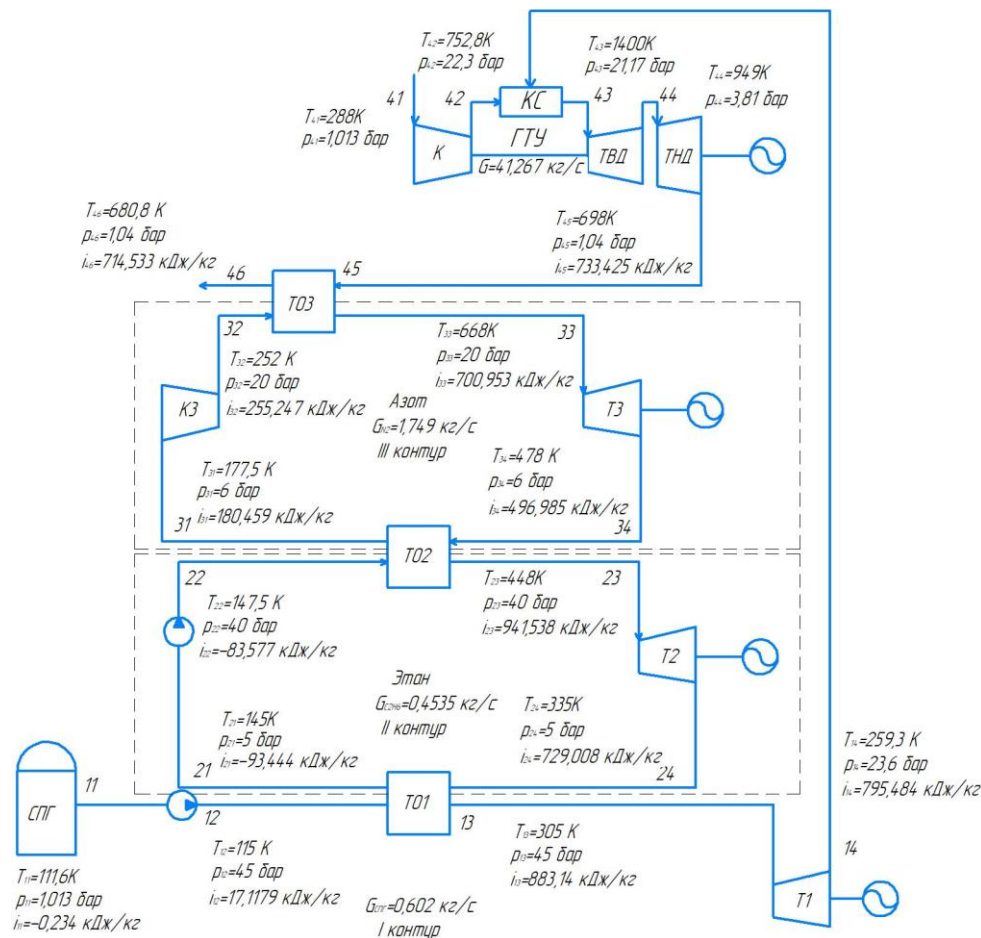 T₄₂=752,8К
p₄₂=22,3 бар
T₄₃=1400К
p₄₃=21,17 бар
T₄₄=949К
p₄₄=3,81 бар
41
42
КС
43
44
T₄₁=288К
p₄₁=1,013 бар
К
ГТУ
G=41,267 кг/с
ТВД
ТНД
T₄₆=680,8 К
p₄₆=1,04 бар
i₄₆=714,533 кДж/кг
T₄₅=698К
p₄₅=1,04 бар
i₄₅=733,425 кДж/кг
46
45
ТО3
32
33
T₃₂=252 К
p₃₂=20 бар
i₃₂=255,247 кДж/кг
T₃₃=668К
p₃₃=20 бар
i₃₃=700,953 кДж/кг
К3
Т3
Азот
G_N2=1,749 кг/с
III контур
T₃₁=177,5 К
p₃₁=6 бар
i₃₁=180,459 кДж/кг
T₃₄=478 К
p₃₄=6 бар
i₃₄=496,985 кДж/кг
31
34
ТО2
22
23
T₂₂=147,5 К
p₂₂=40 бар
i₂₂=-83,577 кДж/кг
T₂₃=448К
p₂₃=40 бар
i₂₃=941,538 кДж/кг
Т2
Этан
G_C2H6=0,4535 кг/с
II контур
T₂₁=145К
p₂₁=5 бар
i₂₁=-93,444 кДж/кг
T₂₄=335К
p₂₄=5 бар
i₂₄=729,008 кДж/кг
21
24
T₁₄=259,3 К
p₁₄=23,6 бар
i₁₄=795,484 кДж/кг
11
СПГ
12
ТО1
13
14
T₁₂=115 К
p₁₂=45 бар
i₁₂=17,1179 кДж/кг
T₁₃=305 К
p₁₃=45 бар
i₁₃=883,14 кДж/кг
Т1
T₁₁=111,6К
p₁₁=1,013 бар
i₁₁=-0,234 кДж/кг
G_СПГ=0,602 кг/с
I контур